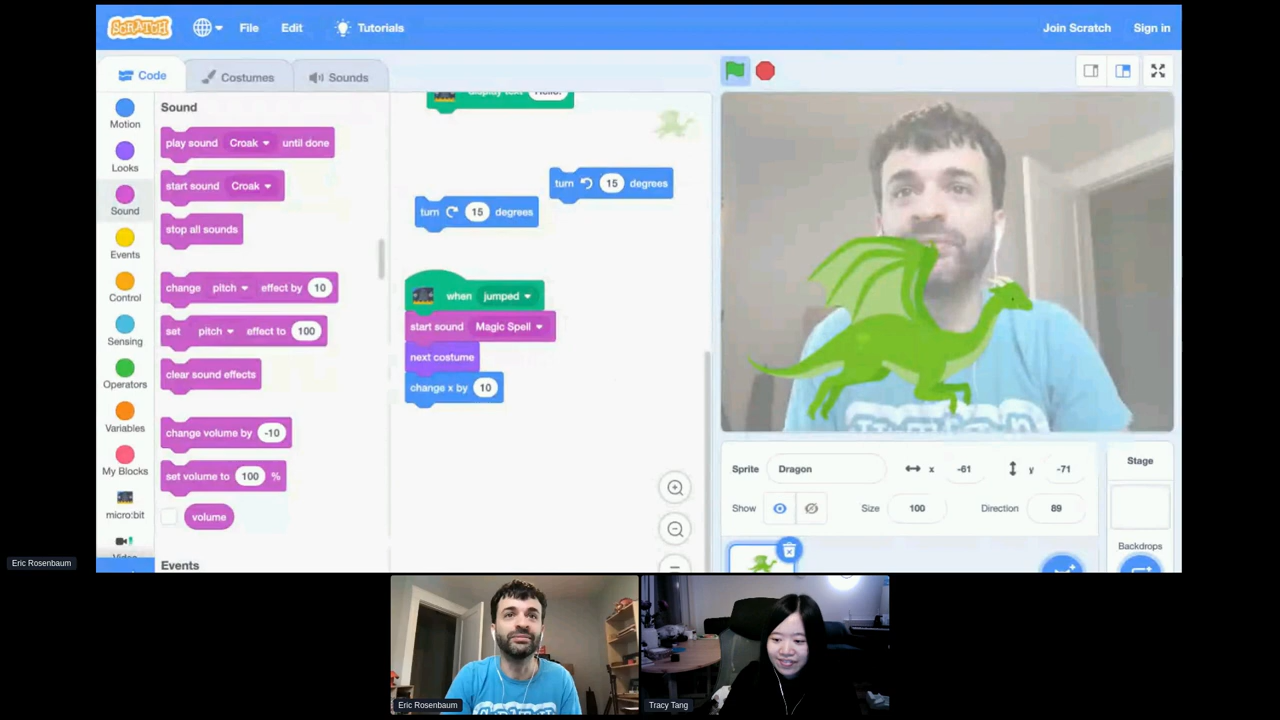 SCRATCH
File
Edit
Tutorials
Join Scratch
Sign in
Code
Costumes
Sounds
Motion
Looks
Sound
Events
Control
Sensing
Operators
Variables
My Blocks
micro:bit
Video
Sound
play sound Croak until done
start sound Croak
stop all sounds
change pitch effect by 10
set pitch effect to 100
clear sound effects
change volume by -10
set volume to 100 %
volume
Events
display text Hello!
turn 15 degrees
turn 15 degrees
when jumped
start sound Magic Spell
next costume
change x by 10
Sprite Dragon x -61 y -71
Show Size 100 Direction 89
Stage
Backdrops
Eric Rosenbaum
Eric Rosenbaum
Tracy Tang